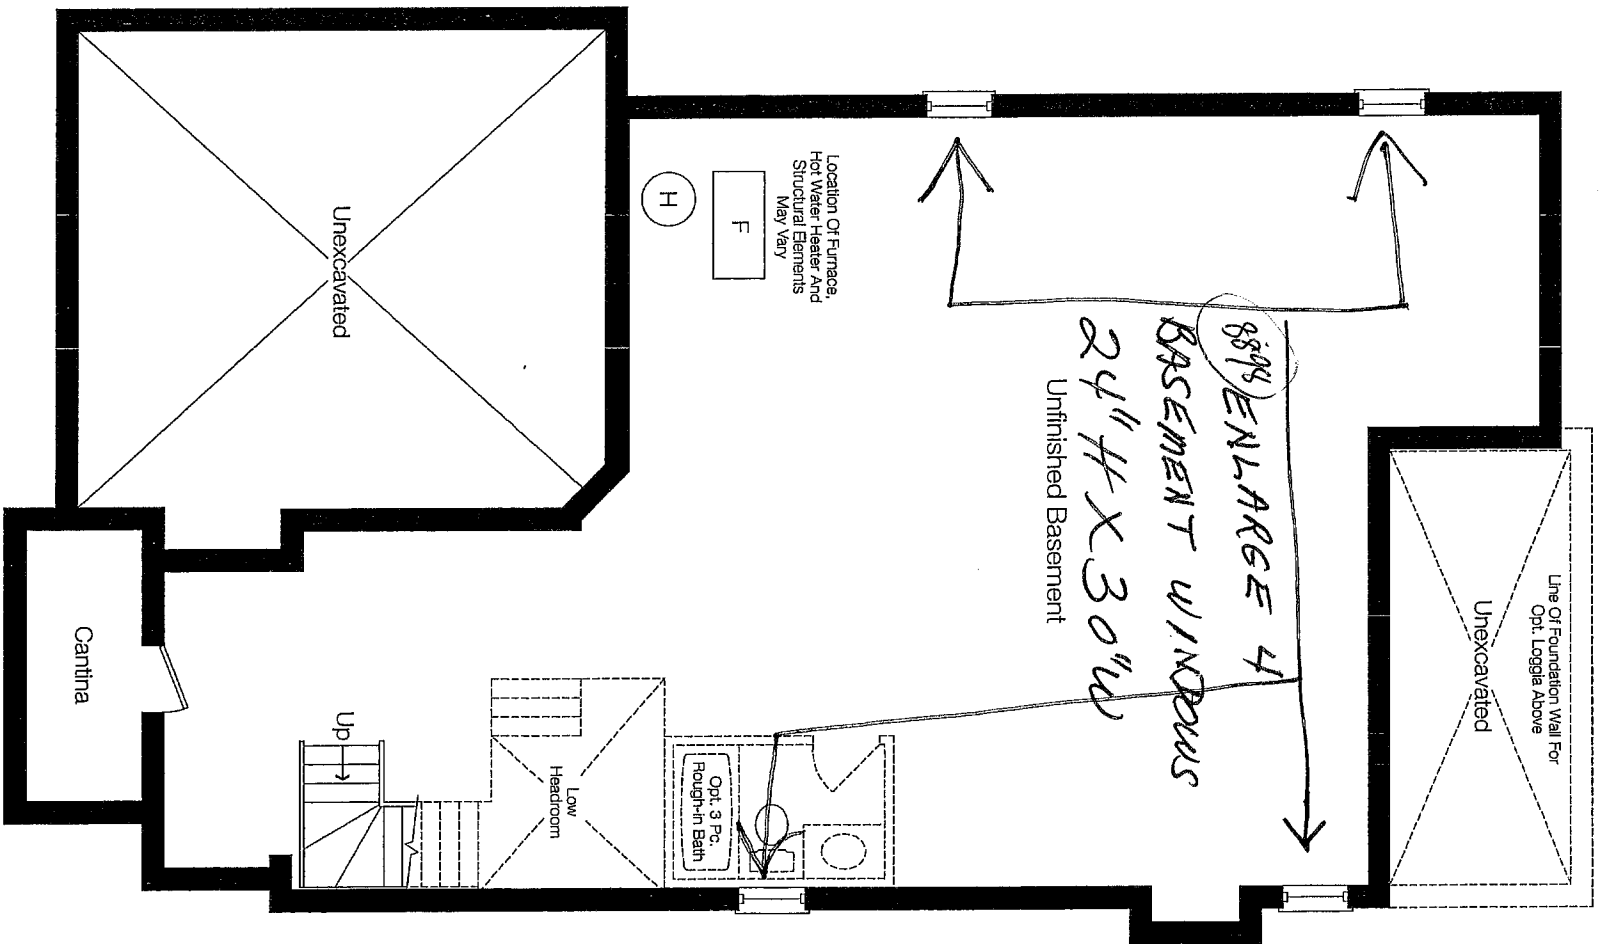 Line Of Foundation Wall For
Opt. Loggia Above
Unexcavated
ENLARGE 4
BASEMENT WINDOWS
24" H X 30" W
Unfinished Basement
Location Of Furnace,
Hot Water Heater And
Structural Elements
May Vary
F
H
Opt. 3 Pc.
Rough-in Bath
Low
Headroom
Up
Unexcavated
Cantina